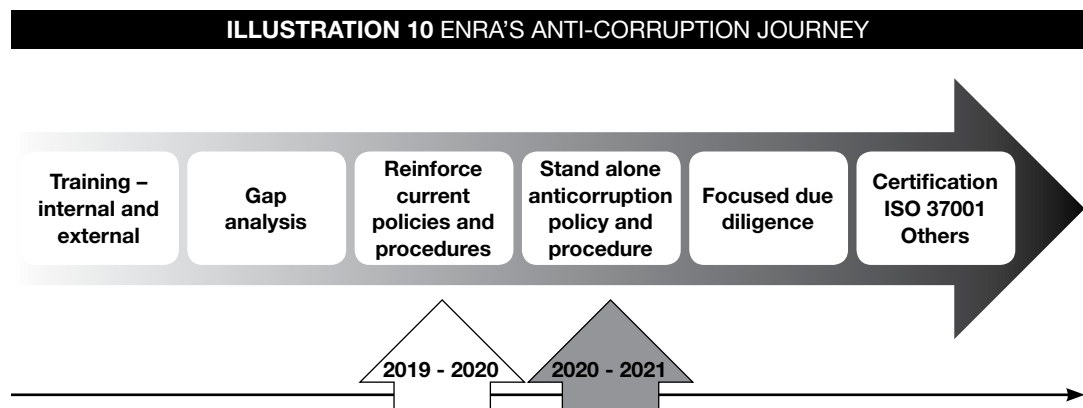 ILLUSTRATION 10 ENRA'S ANTI-CORRUPTION JOURNEY
Training –
internal and
external
Gap
analysis
Reinforce
current
policies and
procedures
Stand alone
anticorruption
policy and
procedure
Focused due
diligence
Certification
ISO 37001
Others
2019 - 2020
2020 - 2021